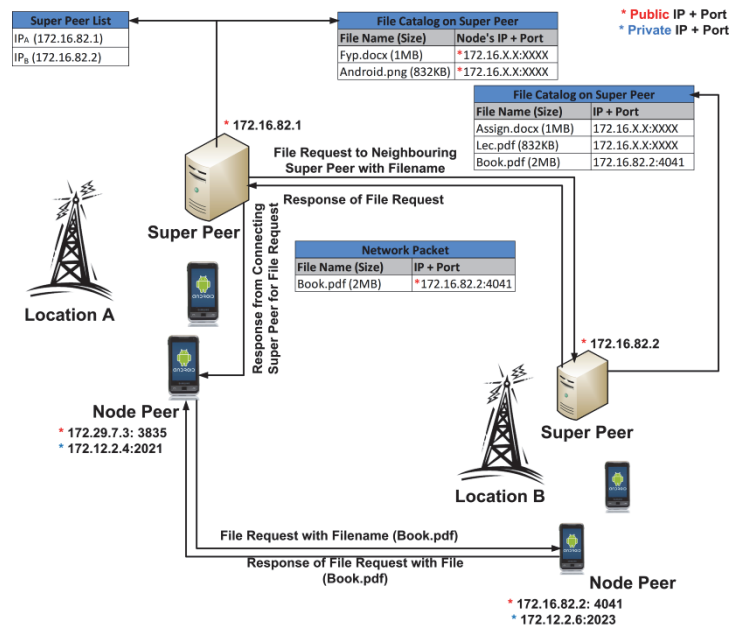 Super Peer List
IPA (172.16.82.1)
IPB (172.16.82.2)
File Catalog on Super Peer
File Name (Size) Node's IP + Port
Fyp.docx (1MB) *172.16.X.X:XXXX
Android.png (832KB) *172.16.X.X:XXXX
* Public IP + Port
* Private IP + Port
File Catalog on Super Peer
File Name (Size) IP + Port
Assign.docx (1MB) 172.16.X.X:XXXX
Lec.pdf (832KB) 172.16.X.X:XXXX
Book.pdf (2MB) 172.16.82.2:4041
* 172.16.82.1
File Request to Neighbouring
Super Peer with Filename
Response of File Request
Super Peer
Response from Connecting
Super Peer for File Request
Network Packet
File Name (Size) IP + Port
Book.pdf (2MB) *172.16.82.2:4041
Location A
* 172.16.82.2
Node Peer
* 172.29.7.3: 3835
* 172.12.2.4:2021
Super Peer
Location B
File Request with Filename (Book.pdf)
Response of File Request with File
(Book.pdf)
Node Peer
* 172.16.82.2: 4041
* 172.12.2.6:2023